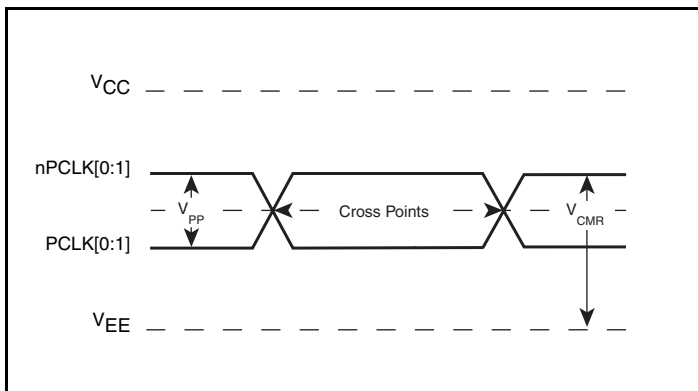 VCC
nPCLK[0:1]
VPP
Cross Points
VCMR
PCLK[0:1]
VEE